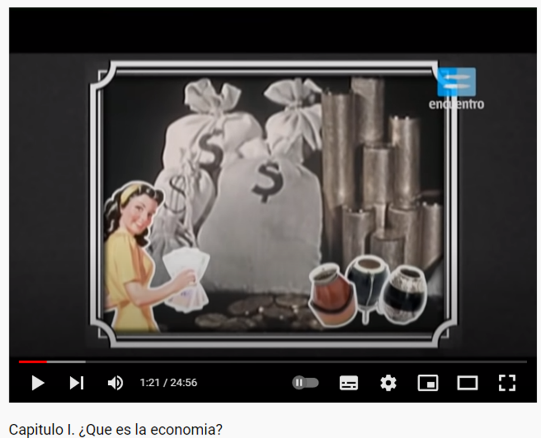 encuentro
$
$
$
1:21 / 24:56
Capitulo I. ¿Que es la economia?